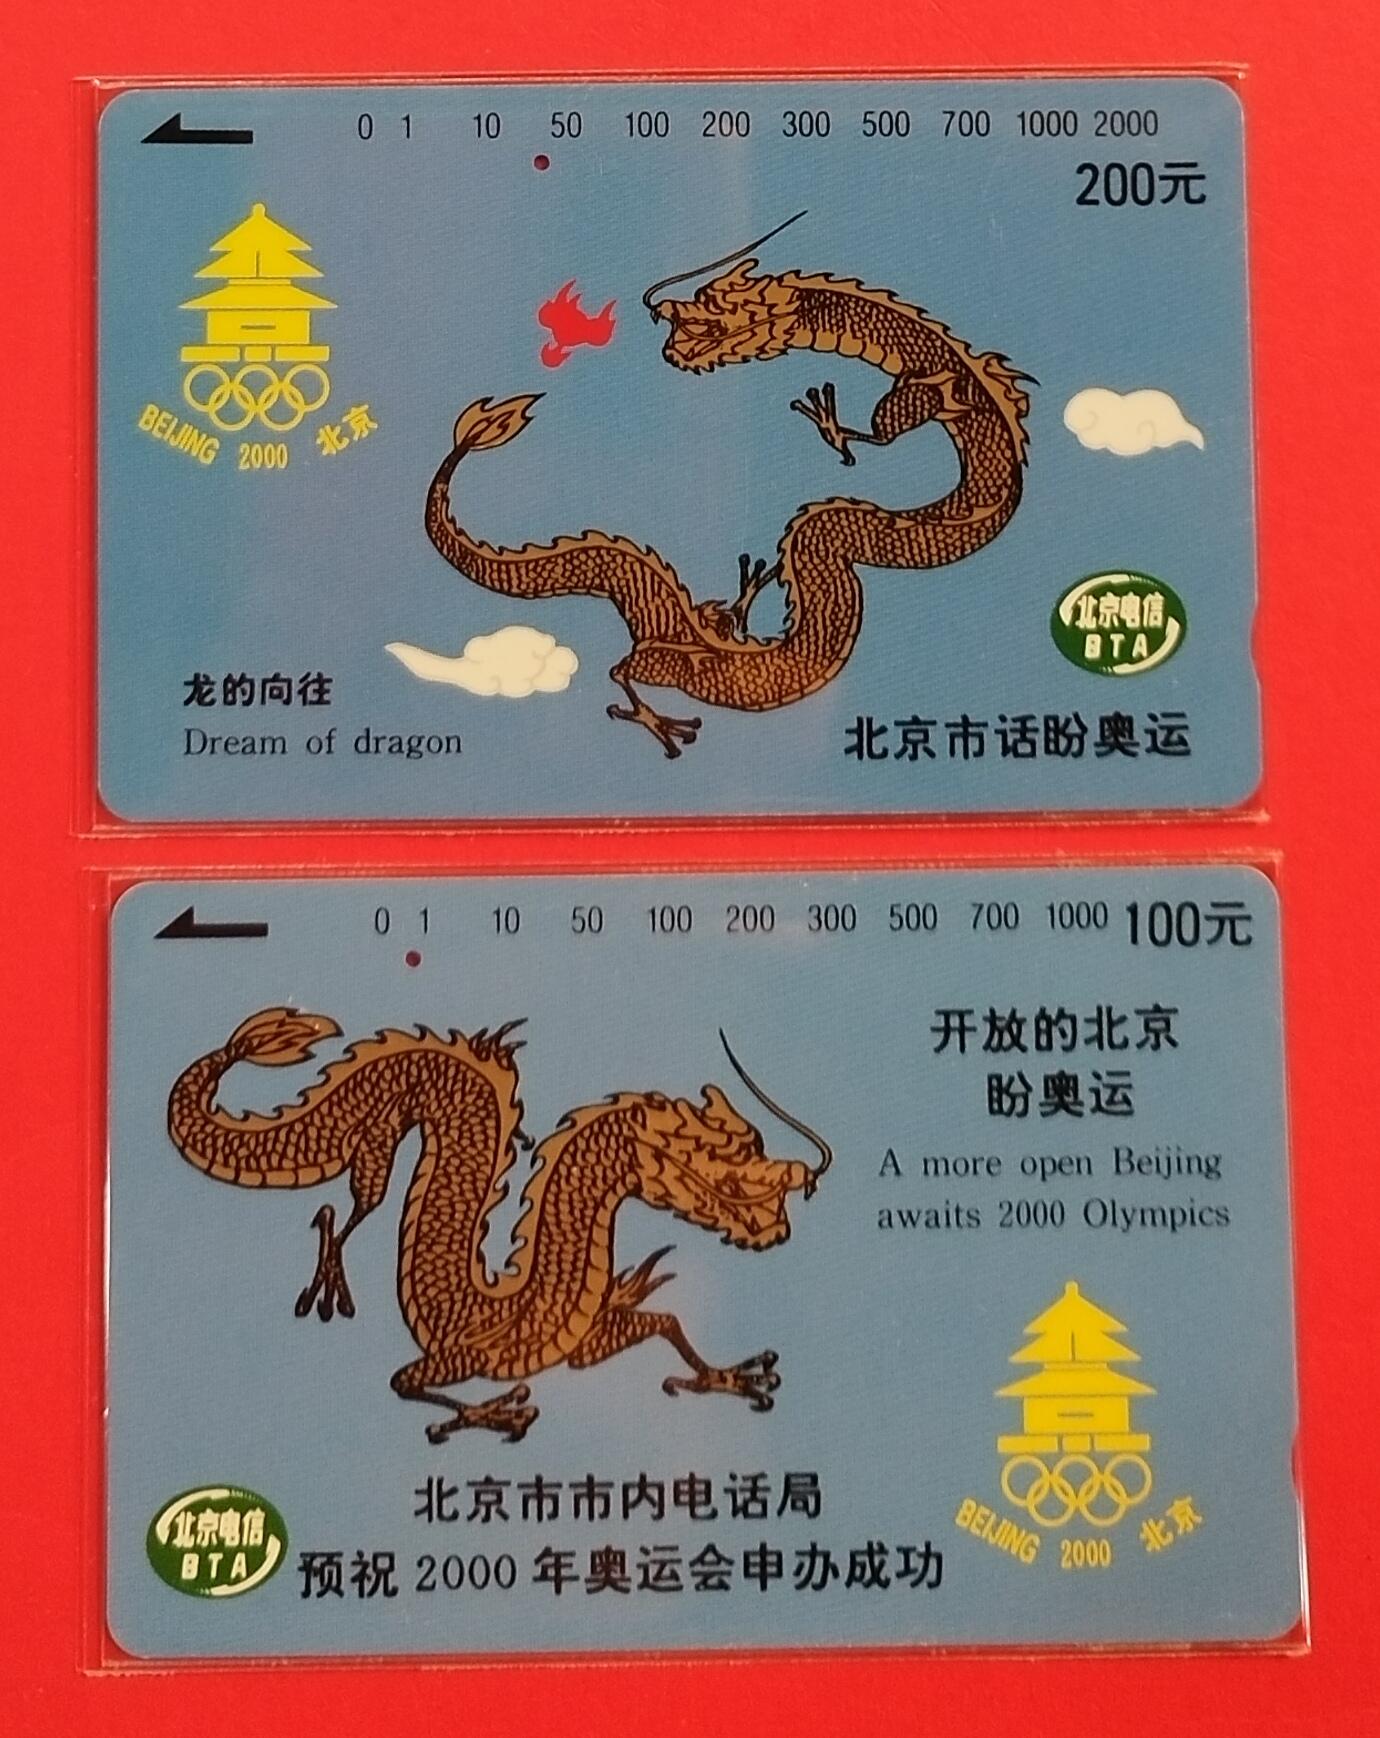 0 1 10 50 100 200 300 500 700 1000 2000
200元
BEIJING 2000 北京
北京电信
BTA
龙的向往
Dream of dragon
北京市话盼奥运
0 1 10 50 100 200 300 500 700 1000 100元
开放的北京
盼奥运
A more open Beijing
awaits 2000 Olympics
BEIJING 2000 北京
北京市市内电话局
预祝 2000 年奥运会申办成功
北京电信
BTA